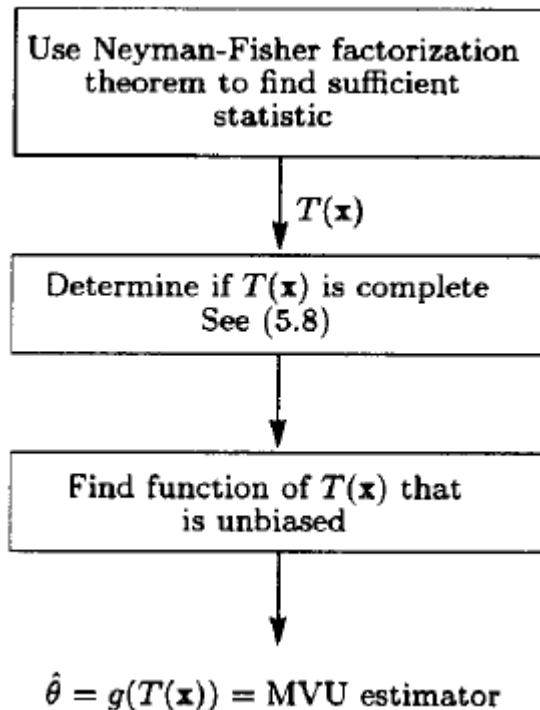 Use Neyman-Fisher factorization
theorem to find sufficient
statistic
T(x)
Determine if T(x) is complete
See (5.8)
Find function of T(x) that
is unbiased
θ̂ = g(T(x)) = MVU estimator